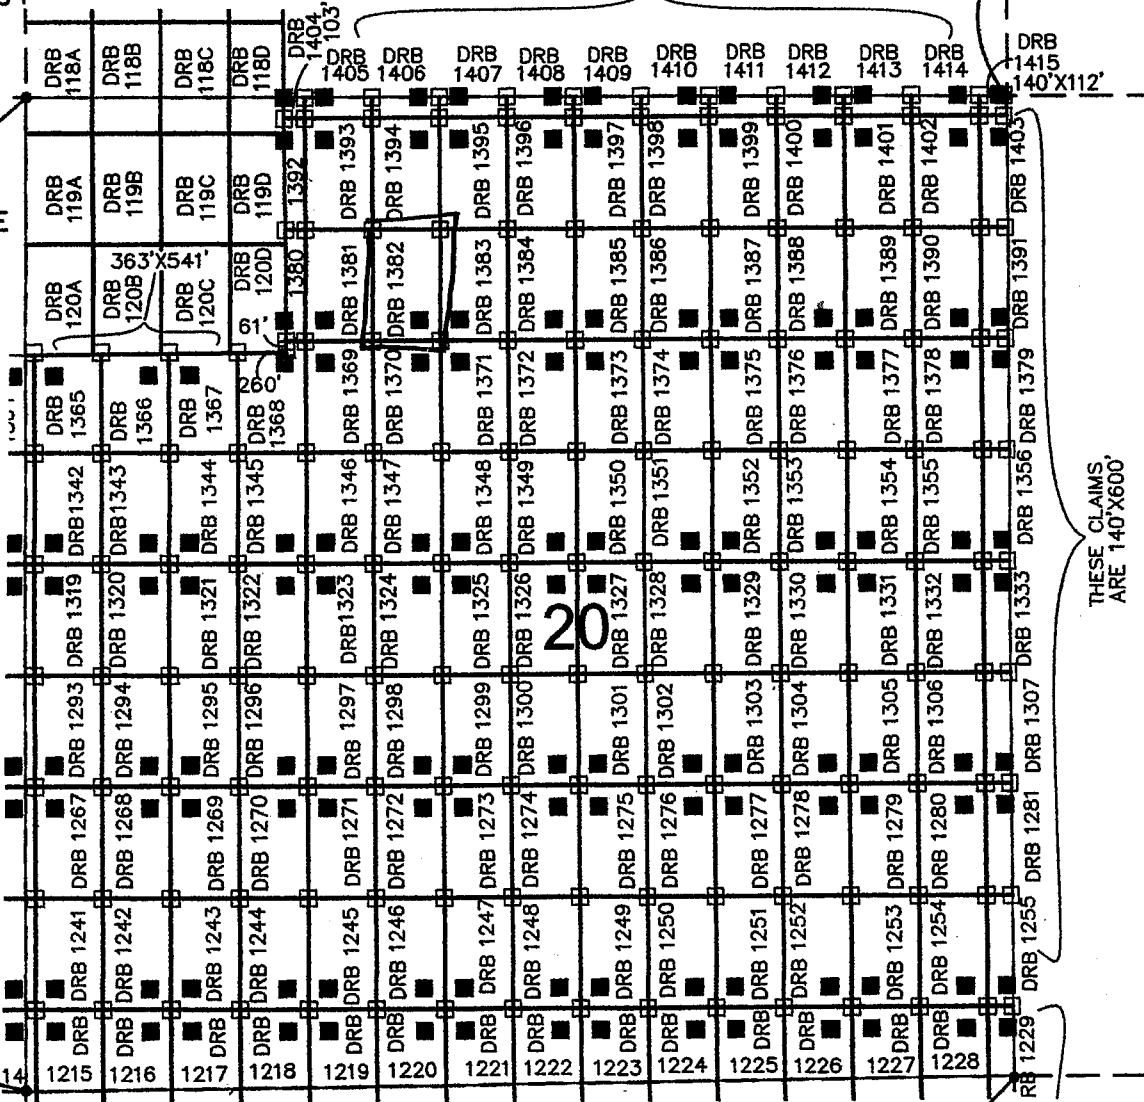 DRB 118A
DRB 118B
DRB 118C
DRB 118D
DRB 1404 103'
DRB 1405
DRB 1406
DRB 1407
DRB 1408
DRB 1409
DRB 1410
DRB 1411
DRB 1412
DRB 1413
DRB 1414
DRB 1415
140'X112'
DRB 119A
DRB 119B
DRB 119C
DRB 119D
1392
DRB 1393
DRB 1394
DRB 1395
DRB 1396
DRB 1397
DRB 1398
DRB 1399
DRB 1400
DRB 1401
DRB 1402
DRB 1403
DRB 120A
DRB 120B
DRB 120C
DRB 120D
363'X541'
61'
260'
1380
DRB 1381
DRB 1382
DRB 1383
DRB 1384
DRB 1385
DRB 1386
DRB 1387
DRB 1388
DRB 1389
DRB 1390
DRB 1391
DRB 1365
DRB 1366
DRB 1367
DRB 1368
DRB 1369
DRB 1370
DRB 1371
DRB 1372
DRB 1373
DRB 1374
DRB 1375
DRB 1376
DRB 1377
DRB 1378
DRB 1379
DRB1342
DRB1343
DRB 1344
DRB 1345
DRB 1346
DRB 1347
DRB 1348
DRB 1349
DRB 1350
DRB 1351
DRB 1352
DRB 1353
DRB 1354
DRB 1355
DRB 1356
THESE CLAIMS
ARE 140'X600'
DRB 1319
DRB 1320
DRB 1321
DRB 1322
DRB1323
DRB 1324
DRB 1325
DRB 1326
DRB 1327
DRB 1328
DRB 1329
DRB 1330
DRB 1331
DRB 1332
DRB 1333
20
DRB 1293
DRB 1294
DRB 1295
DRB 1296
DRB 1297
DRB 1298
DRB 1299
DRB 1300
DRB 1301
DRB 1302
DRB 1303
DRB 1304
DRB 1305
DRB 1306
DRB 1307
DRB 1267
DRB 1268
DRB 1269
DRB 1270
DRB 1271
DRB 1272
DRB 1273
DRB 1274
DRB 1275
DRB 1276
DRB 1277
DRB 1278
DRB 1279
DRB 1280
DRB 1281
DRB 1241
DRB 1242
DRB 1243
DRB 1244
DRB 1245
DRB 1246
DRB 1247
DRB 1248
DRB 1249
DRB 1250
DRB 1251
DRB 1252
DRB 1253
DRB 1254
DRB 1255
14
DRB 1215
DRB 1216
DRB 1217
DRB 1218
DRB 1219
DRB 1220
DRB 1221
DRB 1222
DRB 1223
DRB 1224
DRB 1225
DRB 1226
DRB 1227
DRB 1228
RB 1229